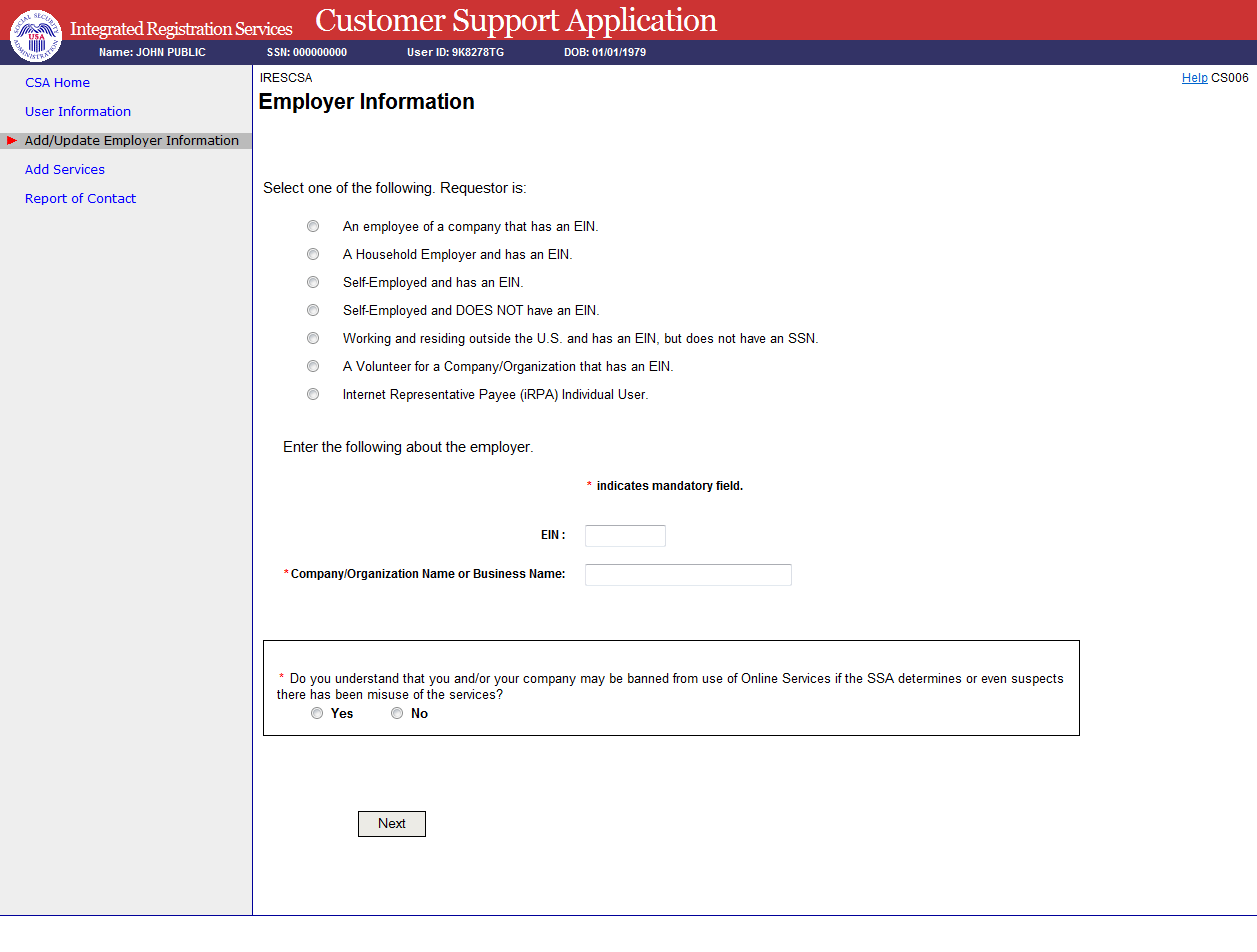 Integrated Registration Services Customer Support Application
SOCIAL SECURITY ADMINISTRATION
USA
Name: JOHN PUBLIC SSN: 000000000 User ID: 9K8278TG DOB: 01/01/1979
CSA Home
User Information
Add/Update Employer Information
Add Services
Report of Contact
IRESCSA
Help CS006
Employer Information
Select one of the following. Requestor is:
An employee of a company that has an EIN.
A Household Employer and has an EIN.
Self-Employed and has an EIN.
Self-Employed and DOES NOT have an EIN.
Working and residing outside the U.S. and has an EIN, but does not have an SSN.
A Volunteer for a Company/Organization that has an EIN.
Internet Representative Payee (iRPA) Individual User.
Enter the following about the employer.
* indicates mandatory field.
EIN :
*Company/Organization Name or Business Name:
* Do you understand that you and/or your company may be banned from use of Online Services if the SSA determines or even suspects
there has been misuse of the services?
Yes No
Next